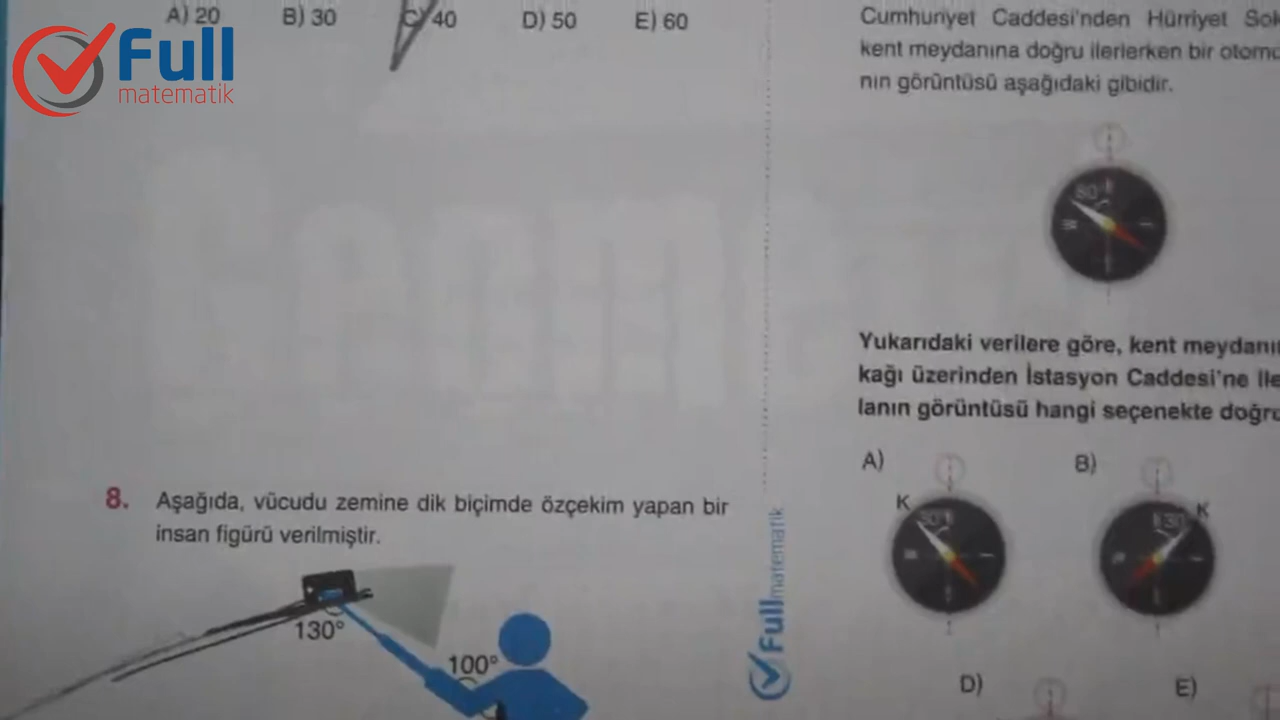 Full
matematik
A) 20 B) 30 C) 40 D) 50 E) 60
8. Aşağıda, vücudu zemine dik biçimde özçekim yapan bir
insan figürü verilmiştir.
130°
100°
Full matematik
Cumhuriyet Caddesi'nden Hürriyet
kent meydanına doğru ilerlerken bir
nın görüntüsü aşağıdaki gibidir.
Yukarıdaki verilere göre, kent
kağı üzerinden İstasyon Caddesi'ne
lanın görüntüsü hangi seçenekte
A) B)
K K
D) E)